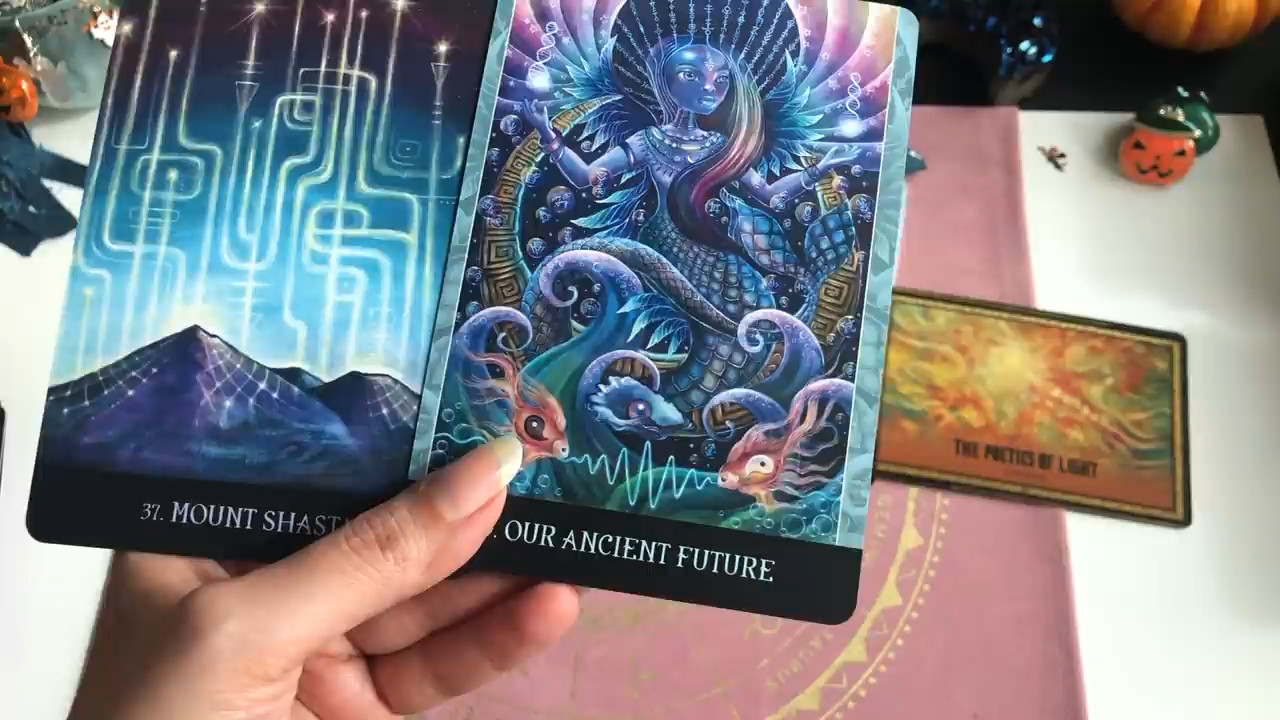 37. MOUNT SHAST
. OUR ANCIENT FUTURE
THE POETICS OF LIGHT